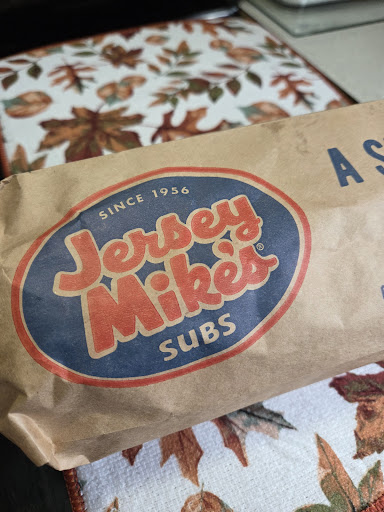 SINCE 1956
Jersey
Mike's®
SUBS
A S